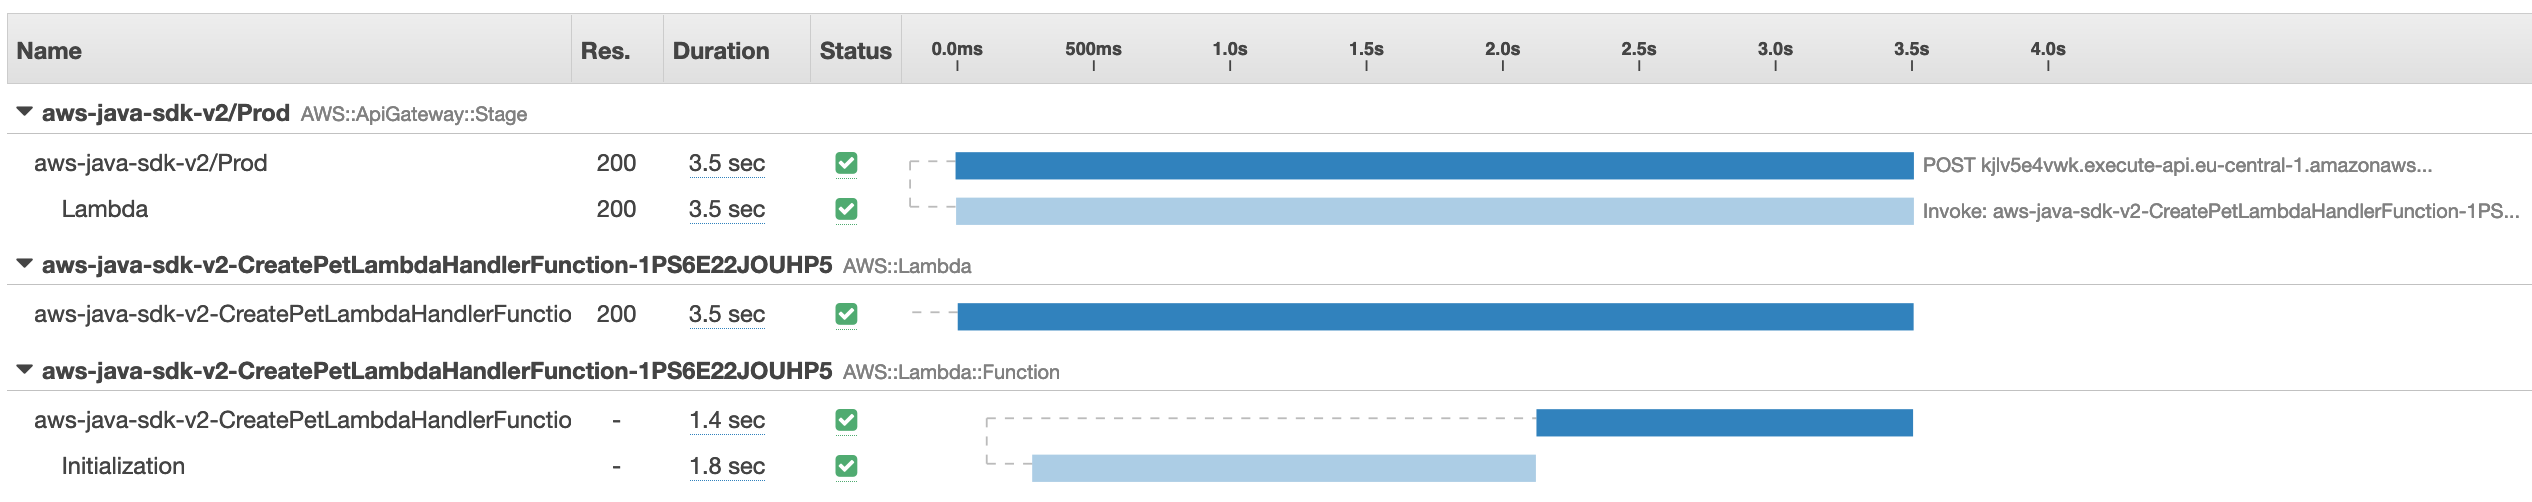 Name Res. Duration Status 0.0ms 500ms 1.0s 1.5s 2.0s 2.5s 3.0s 3.5s 4.0s
aws-java-sdk-v2/Prod AWS::ApiGateway::Stage
aws-java-sdk-v2/Prod 200 3.5 sec POST kjlv5e4vwk.execute-api.eu-central-1.amazonaws...
Lambda 200 3.5 sec Invoke: aws-java-sdk-v2-CreatePetLambdaHandlerFunction-1PS...
aws-java-sdk-v2-CreatePetLambdaHandlerFunction-1PS6E22JOUHP5 AWS::Lambda
aws-java-sdk-v2-CreatePetLambdaHandlerFunctio 200 3.5 sec
aws-java-sdk-v2-CreatePetLambdaHandlerFunction-1PS6E22JOUHP5 AWS::Lambda::Function
aws-java-sdk-v2-CreatePetLambdaHandlerFunctio - 1.4 sec
Initialization - 1.8 sec